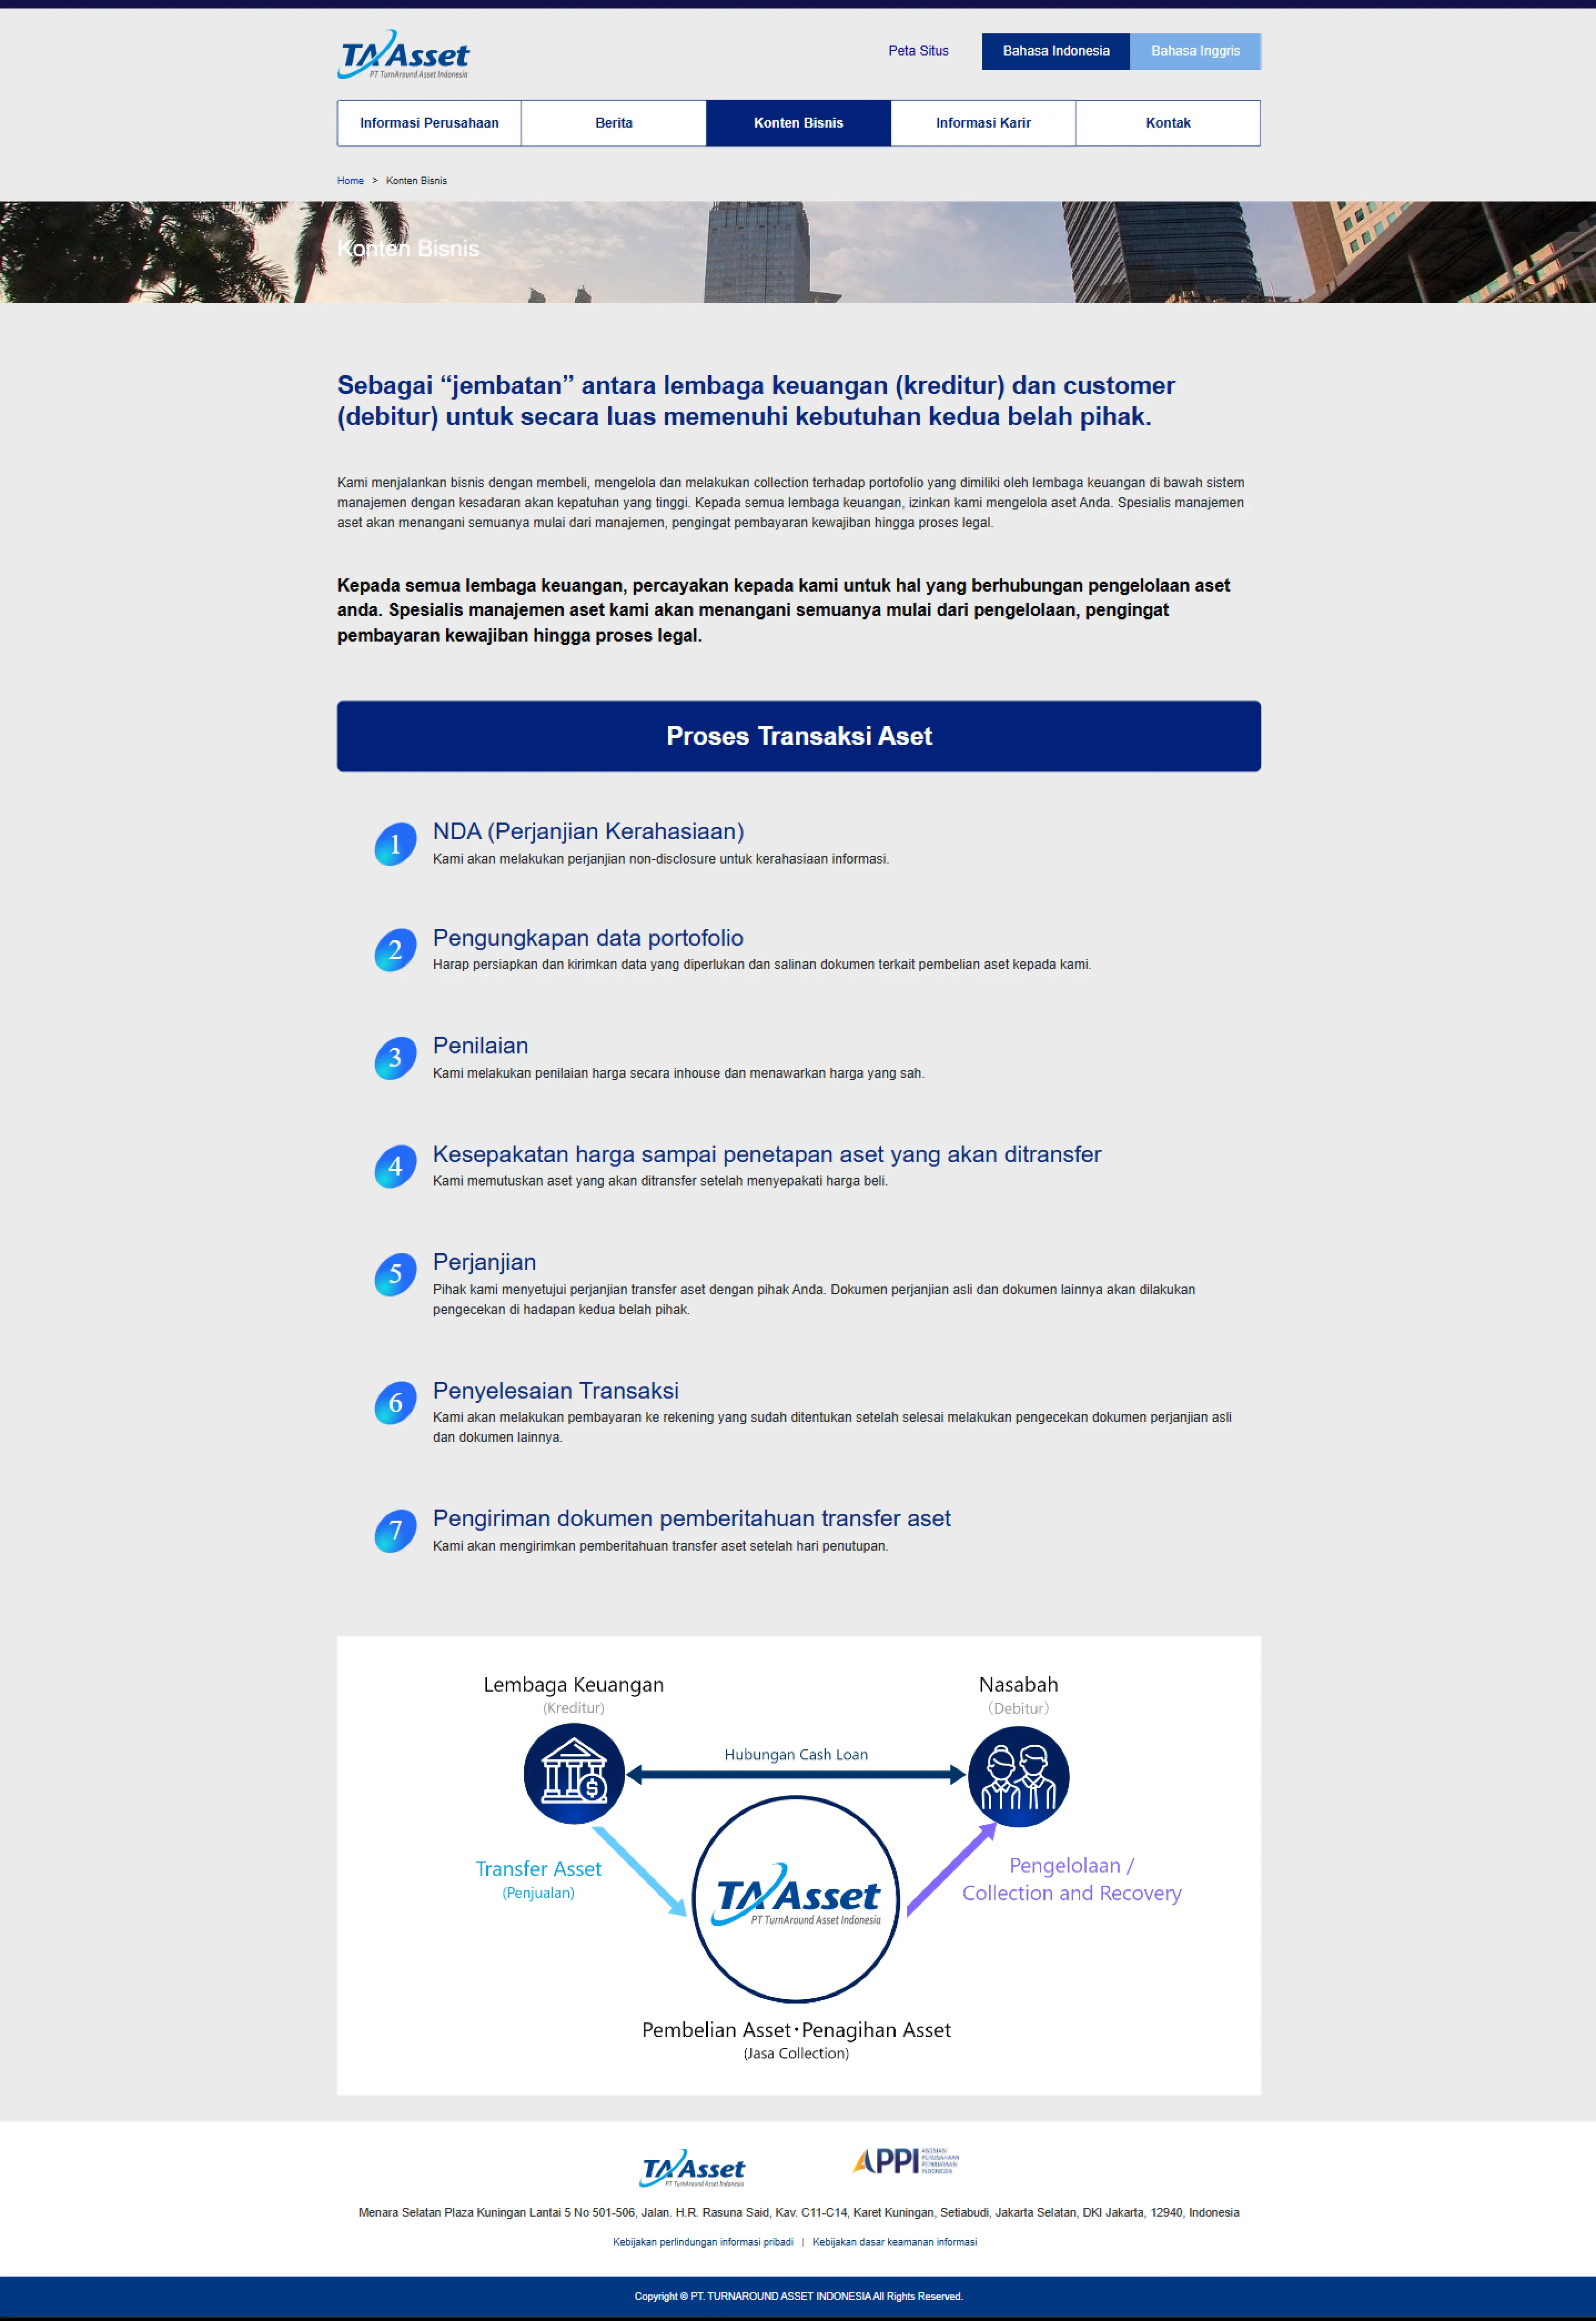 TA Asset
PT TurnAround Asset Indonesia
Peta Situs
Bahasa Indonesia
Bahasa Inggris
Informasi Perusahaan
Berita
Konten Bisnis
Informasi Karir
Kontak
Home > Konten Bisnis
Konten Bisnis
Sebagai “jembatan” antara lembaga keuangan (kreditur) dan customer
(debitur) untuk secara luas memenuhi kebutuhan kedua belah pihak.
Kami menjalankan bisnis dengan membeli, mengelola dan melakukan collection terhadap portofolio yang dimiliki oleh lembaga keuangan di bawah sistem
manajemen dengan kesadaran akan kepatuhan yang tinggi. Kepada semua lembaga keuangan, izinkan kami mengelola aset Anda. Spesialis manajemen
aset akan menangani semuanya mulai dari manajemen, pengingat pembayaran kewajiban hingga proses legal.
Kepada semua lembaga keuangan, percayakan kepada kami untuk hal yang berhubungan pengelolaan aset
anda. Spesialis manajemen aset kami akan menangani semuanya mulai dari pengelolaan, pengingat
pembayaran kewajiban hingga proses legal.
Proses Transaksi Aset
1
NDA (Perjanjian Kerahasiaan)
Kami akan melakukan perjanjian non-disclosure untuk kerahasiaan informasi.
2
Pengungkapan data portofolio
Harap persiapkan dan kirimkan data yang diperlukan dan salinan dokumen terkait pembelian aset kepada kami.
3
Penilaian
Kami melakukan penilaian harga secara inhouse dan menawarkan harga yang sah.
4
Kesepakatan harga sampai penetapan aset yang akan ditransfer
Kami memutuskan aset yang akan ditransfer setelah menyepakati harga beli.
5
Perjanjian
Pihak kami menyetujui perjanjian transfer aset dengan pihak Anda. Dokumen perjanjian asli dan dokumen lainnya akan dilakukan
pengecekan di hadapan kedua belah pihak.
6
Penyelesaian Transaksi
Kami akan melakukan pembayaran ke rekening yang sudah ditentukan setelah selesai melakukan pengecekan dokumen perjanjian asli
dan dokumen lainnya.
7
Pengiriman dokumen pemberitahuan transfer aset
Kami akan mengirimkan pemberitahuan transfer aset setelah hari penutupan.
Lembaga Keuangan
(Kreditur)
Nasabah
（Debitur）
Hubungan Cash Loan
$
Transfer Asset
(Penjualan)
TA Asset
PT TurnAround Asset Indonesia
Pengelolaan /
Collection and Recovery
Pembelian Asset・Penagihan Asset
(Jasa Collection)
TA Asset
PT TurnAround Asset Indonesia
APPI
ASOSIASI
PERUSAHAAN
PEMBIAYAAN
INDONESIA
Menara Selatan Plaza Kuningan Lantai 5 No 501-506, Jalan. H.R. Rasuna Said, Kav. C11-C14, Karet Kuningan, Setiabudi, Jakarta Selatan, DKI Jakarta, 12940, Indonesia
Kebijakan perlindungan informasi pribadi | Kebijakan dasar keamanan informasi
Copyright © PT. TURNAROUND ASSET INDONESIA All Rights Reserved.